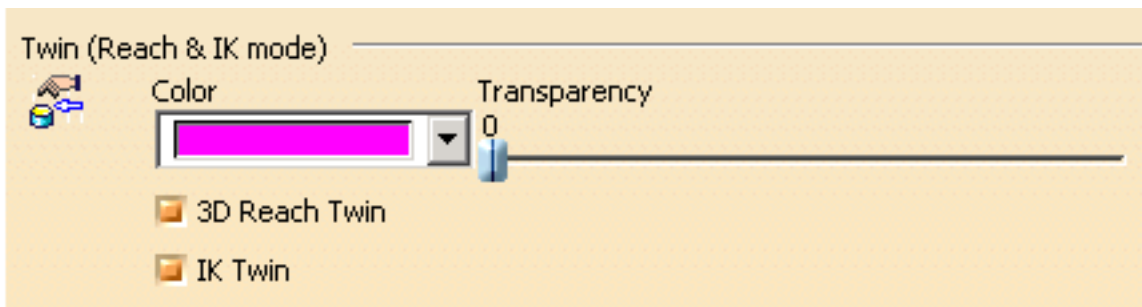 Twin (Reach & IK mode)
Color
Transparency
0
3D Reach Twin
IK Twin